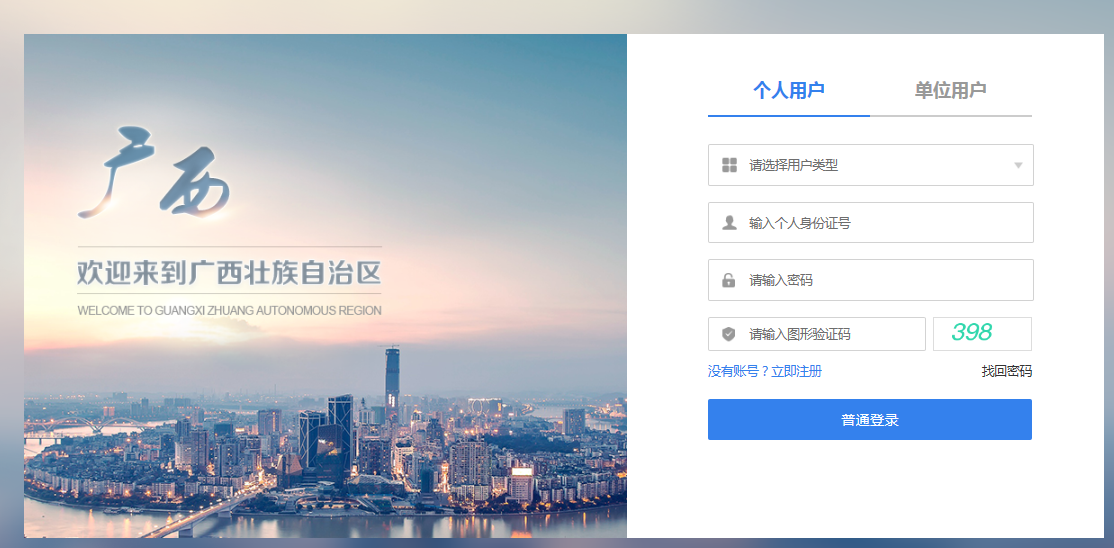 广西
欢迎来到广西壮族自治区
WELCOME TO GUANGXI ZHUANG AUTONOMOUS REGION
个人用户 单位用户
请选择用户类型
输入个人身份证号
请输入密码
请输入图形验证码 398
没有账号？立即注册 找回密码
普通登录